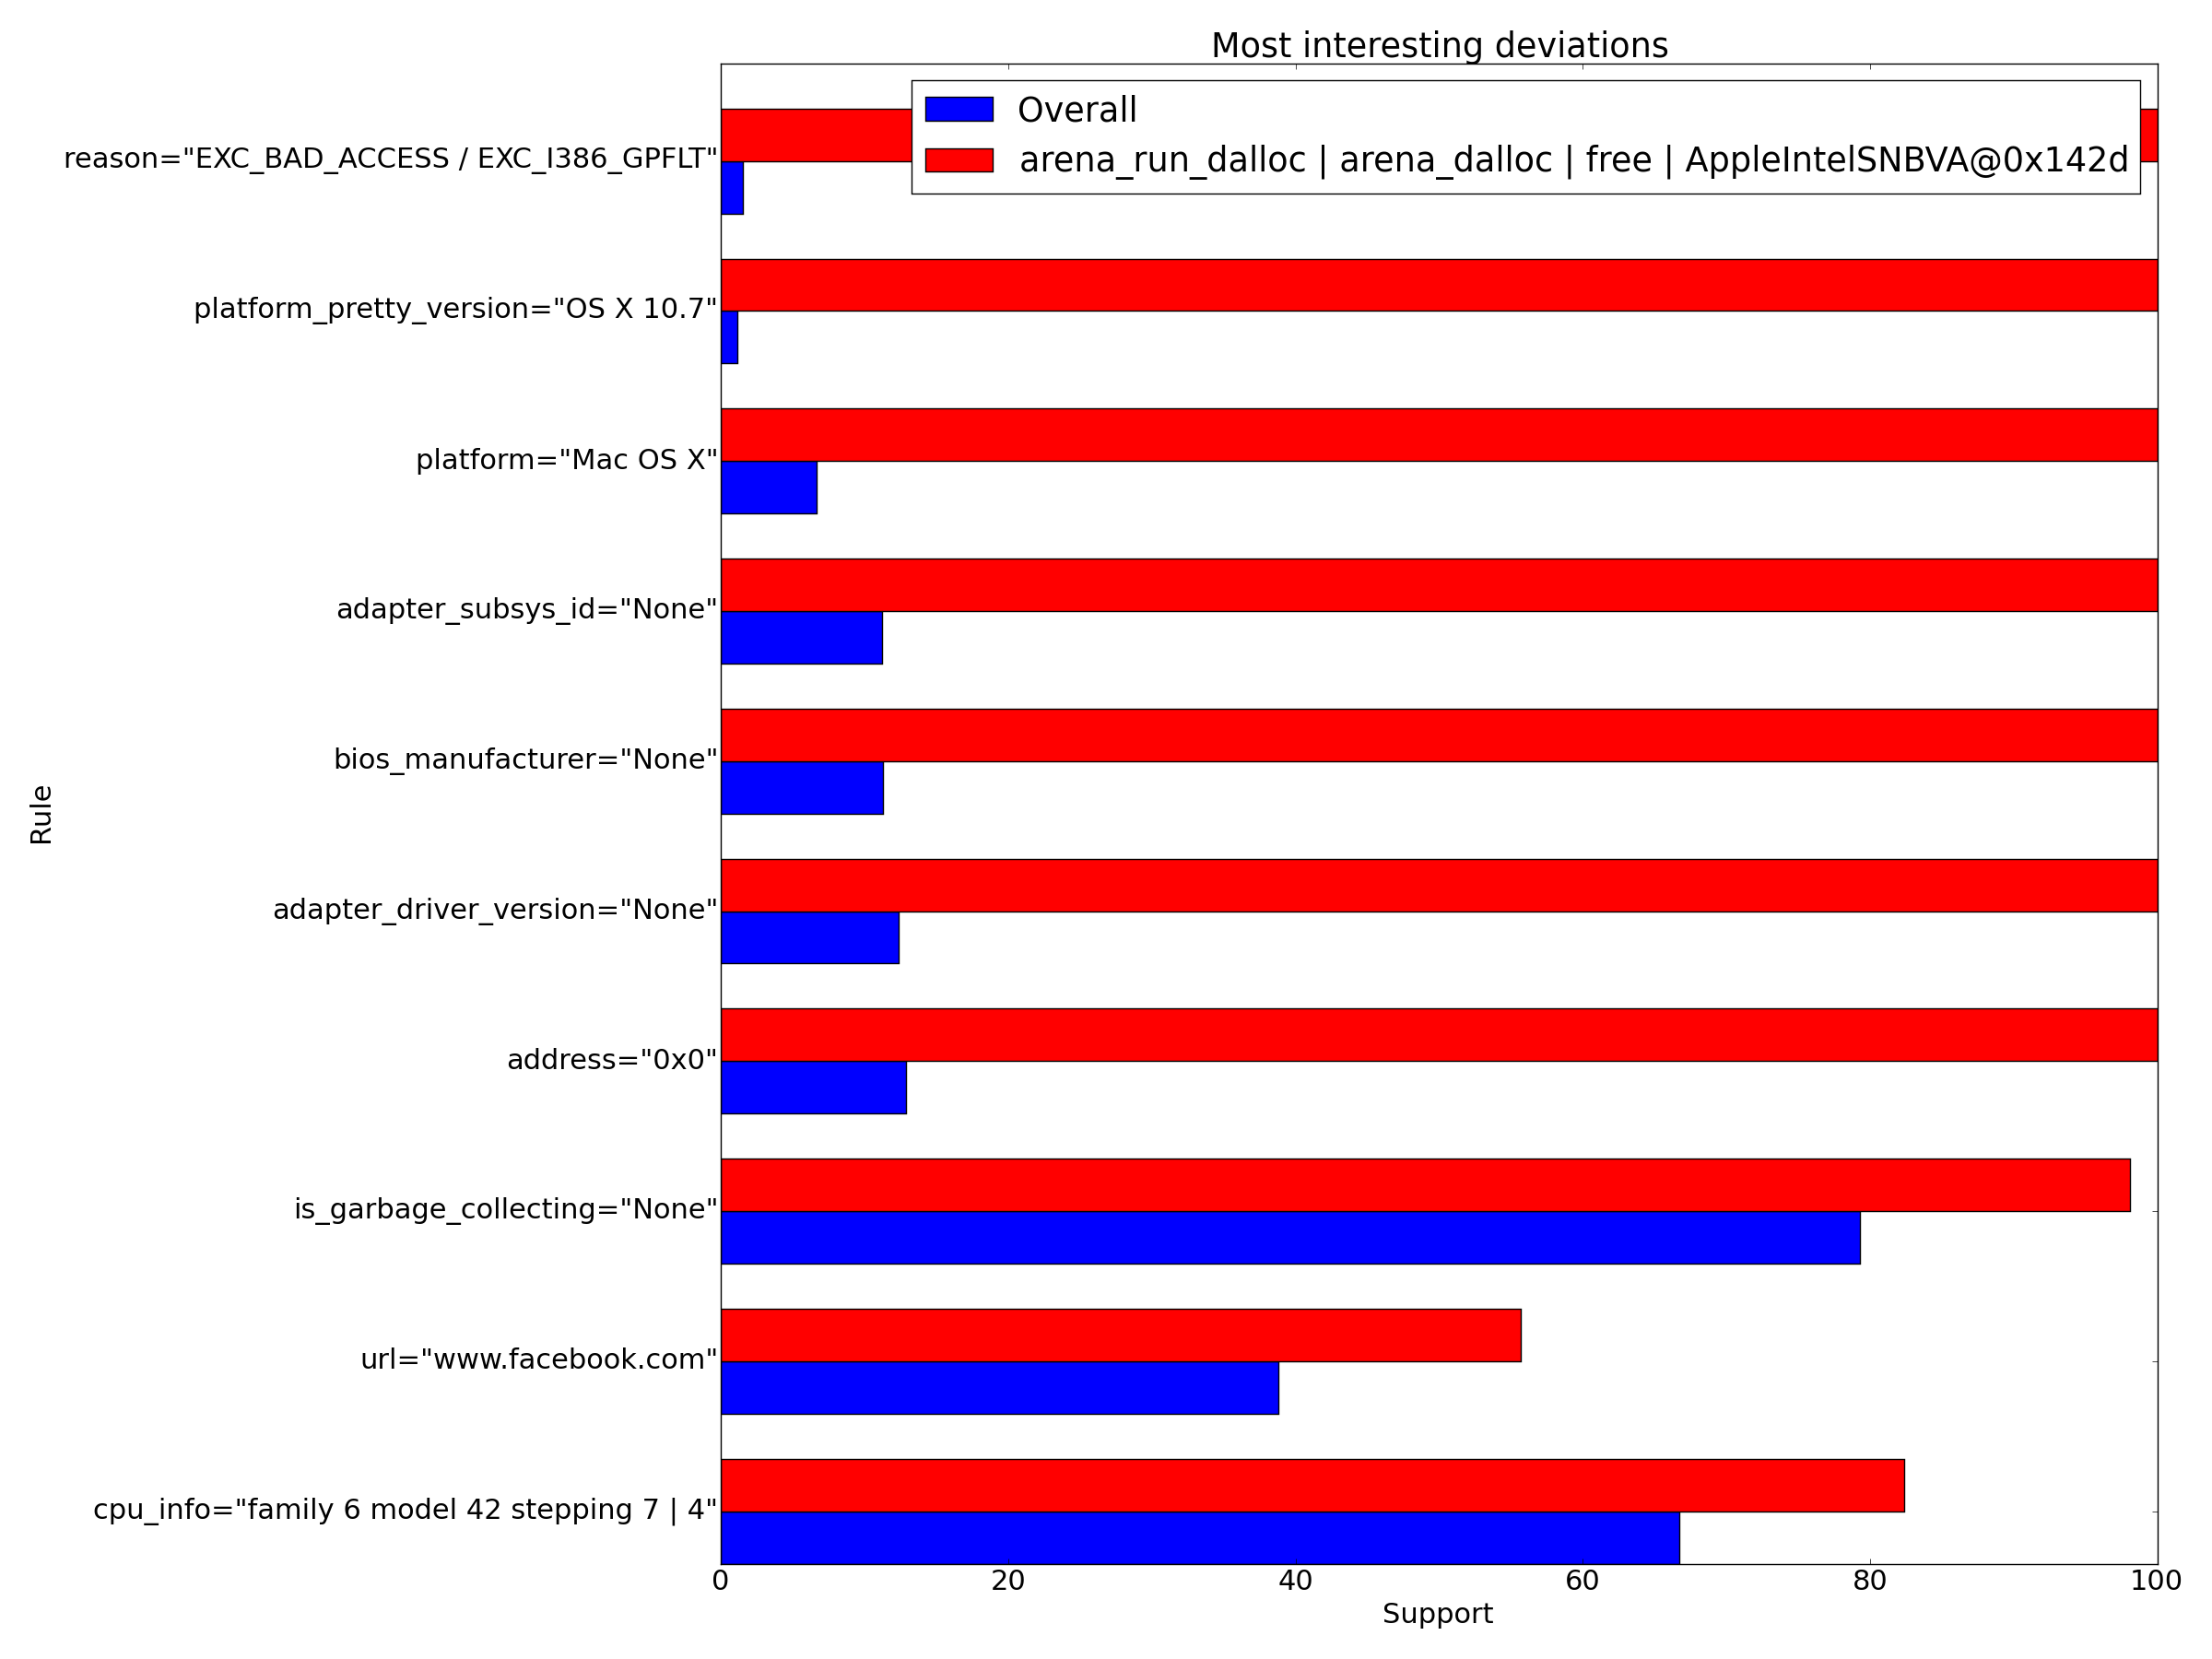 Most interesting deviations
Overall
arena_run_dalloc | arena_dalloc | free | AppleIntelSNBVA@0x142d
reason="EXC_BAD_ACCESS / EXC_I386_GPFLT"
platform_pretty_version="OS X 10.7"
platform="Mac OS X"
adapter_subsys_id="None"
bios_manufacturer="None"
adapter_driver_version="None"
address="0x0"
is_garbage_collecting="None"
url="www.facebook.com"
cpu_info="family 6 model 42 stepping 7 | 4"
Rule
0 20 40 60 80 100
Support